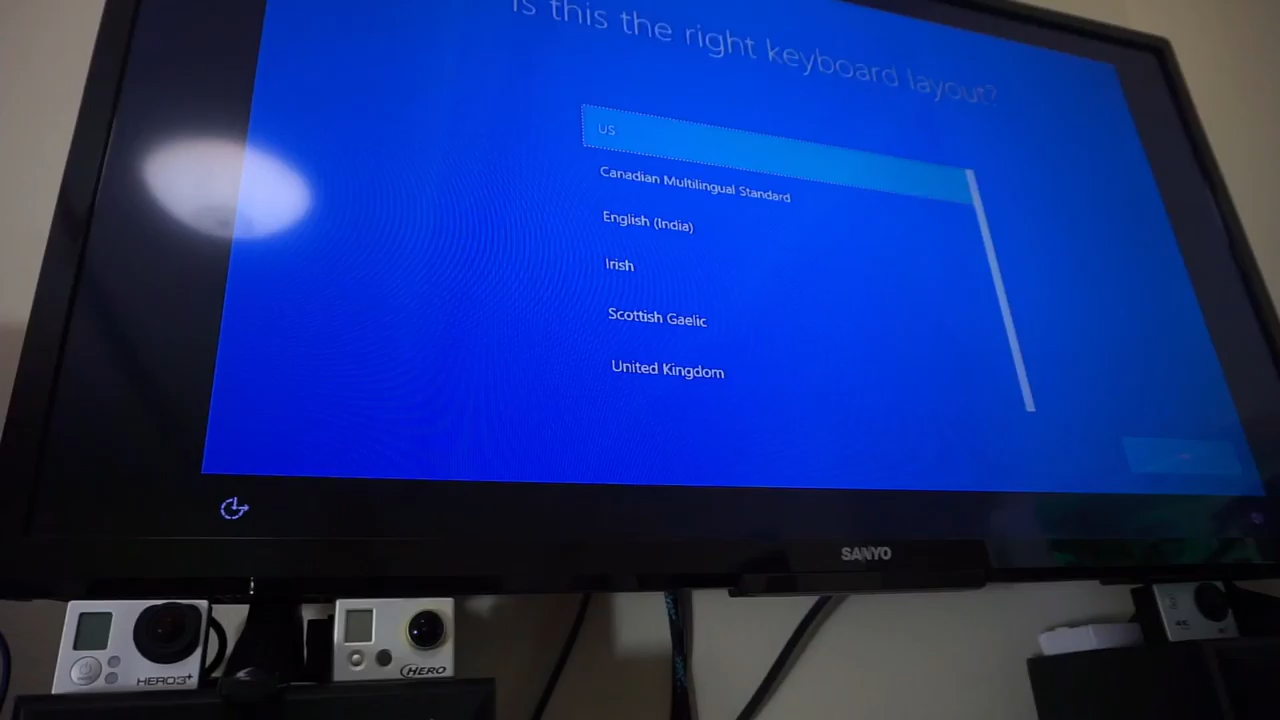 Is this the right keyboard layout?
US
Canadian Multilingual Standard
English (India)
Irish
Scottish Gaelic
United Kingdom
SANYO
HERO3+
HERO
4K